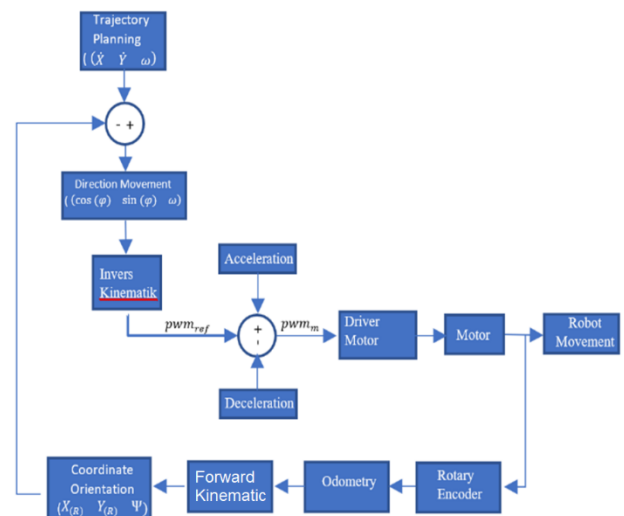 Trajectory
Planning
( (Ẋ Ẏ ω)
- +
Direction Movement
( (cos (φ) sin (φ) ω)
Invers
Kinematik
Acceleration
pwm_ref
+
-
pwm_m
Driver
Motor
Motor
Robot
Movement
Deceleration
Coordinate
Orientation
(X_(R) Y_(R) Ψ)
Forward
Kinematic
Odometry
Rotary
Encoder